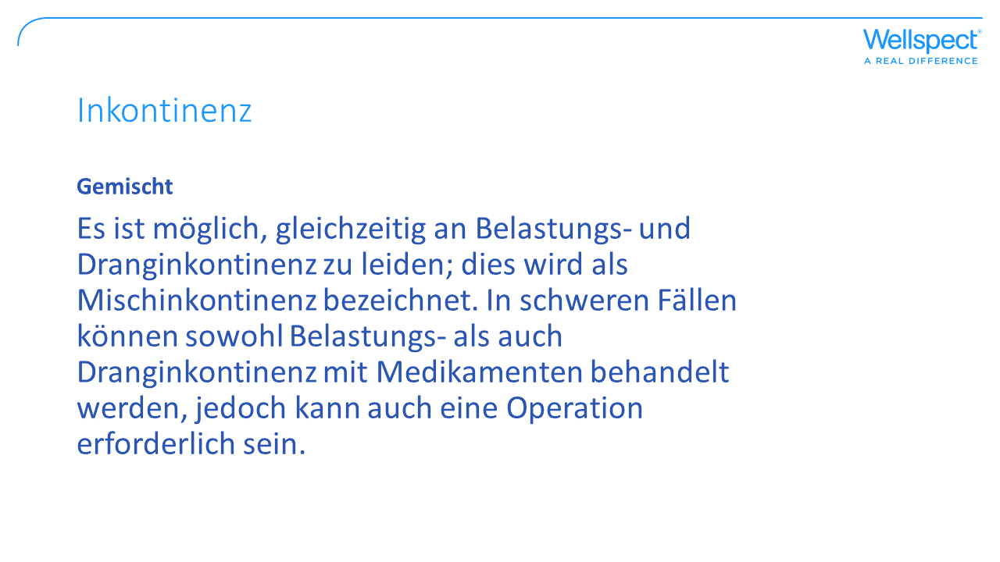 Wellspect®
A REAL DIFFERENCE
Inkontinenz
Gemischt
Es ist möglich, gleichzeitig an Belastungs- und
Dranginkontinenz zu leiden; dies wird als
Mischinkontinenz bezeichnet. In schweren Fällen
können sowohl Belastungs- als auch
Dranginkontinenz mit Medikamenten behandelt
werden, jedoch kann auch eine Operation
erforderlich sein.